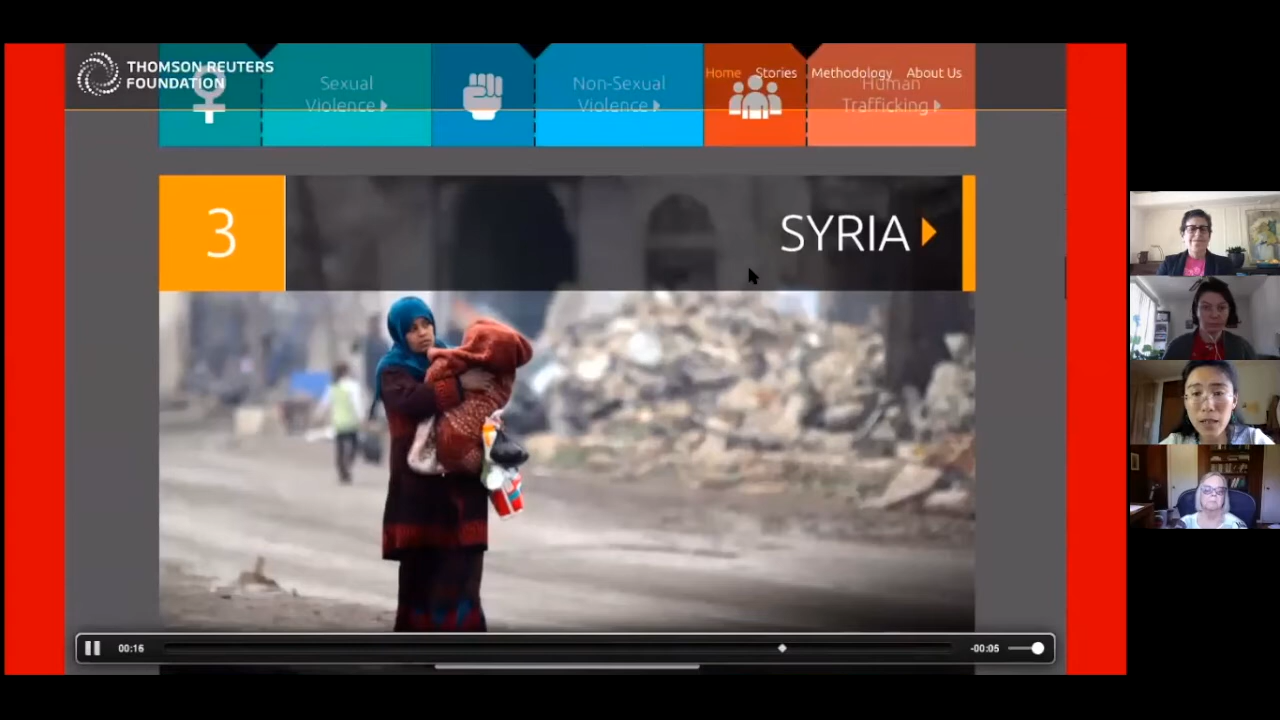 THOMSON REUTERS
FOUNDATION
Home Stories Methodology About Us
Sexual
Violence
Non-Sexual
Violence
Human
Trafficking
3
SYRIA
00:16
-00:05